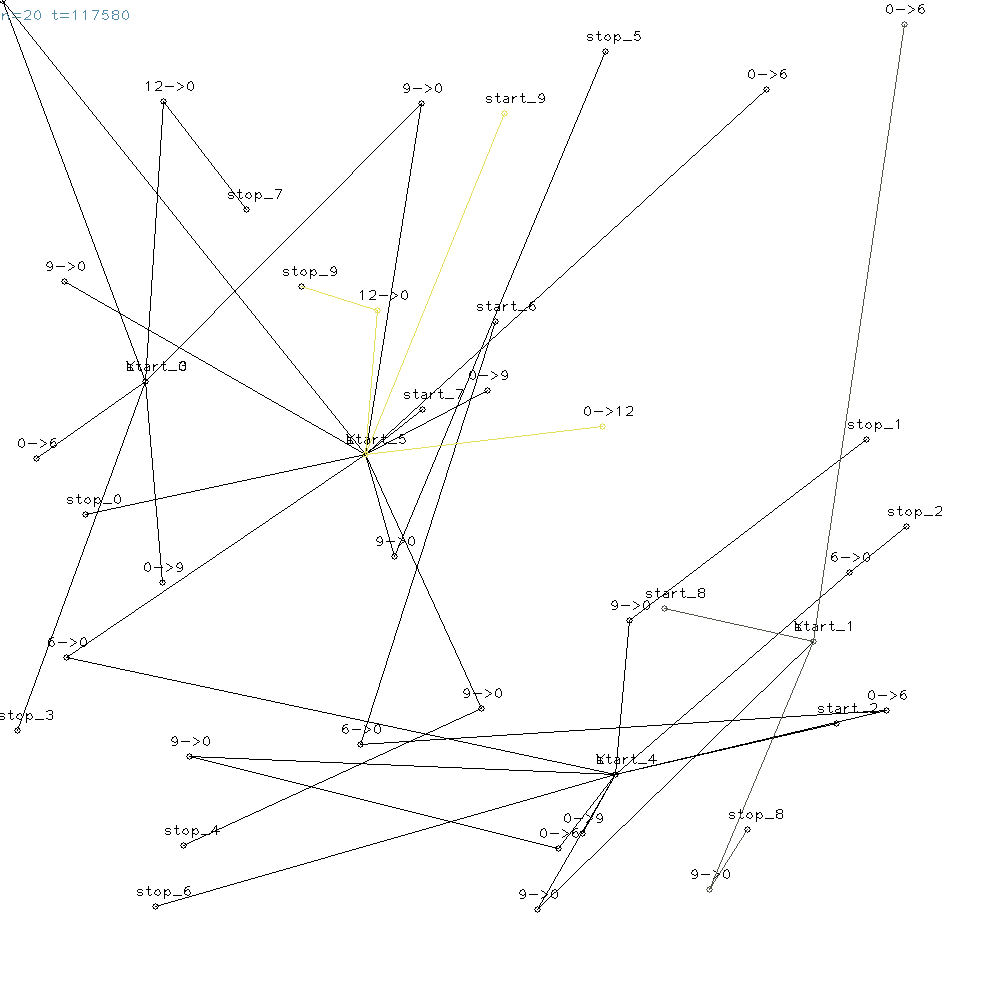 0->6
r=20 t=117580
stop_5
0->6
12->0
9->0
start_9
stop_7
9->0
stop_9
12->0
start_6
0->9
start_7
0->12
stop_1
0->6
stop_0
stop_2
9->0
6->0
0->9
start_8
9->0
start_1
6->0
9->0
0->6
stop_3
start_2
6->0
9->0
start_4
stop_8
0->9
stop_4
0->6
9->0
stop_6
9->0
start_5